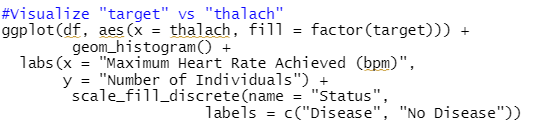 #Visualize "target" vs "thalach"
ggplot(df, aes(x = thalach, fill = factor(target))) +
geom_histogram() +
labs(x = "Maximum Heart Rate Achieved (bpm)",
y = "Number of Individuals") +
scale_fill_discrete(name = "Status",
labels = c("Disease", "No Disease"))